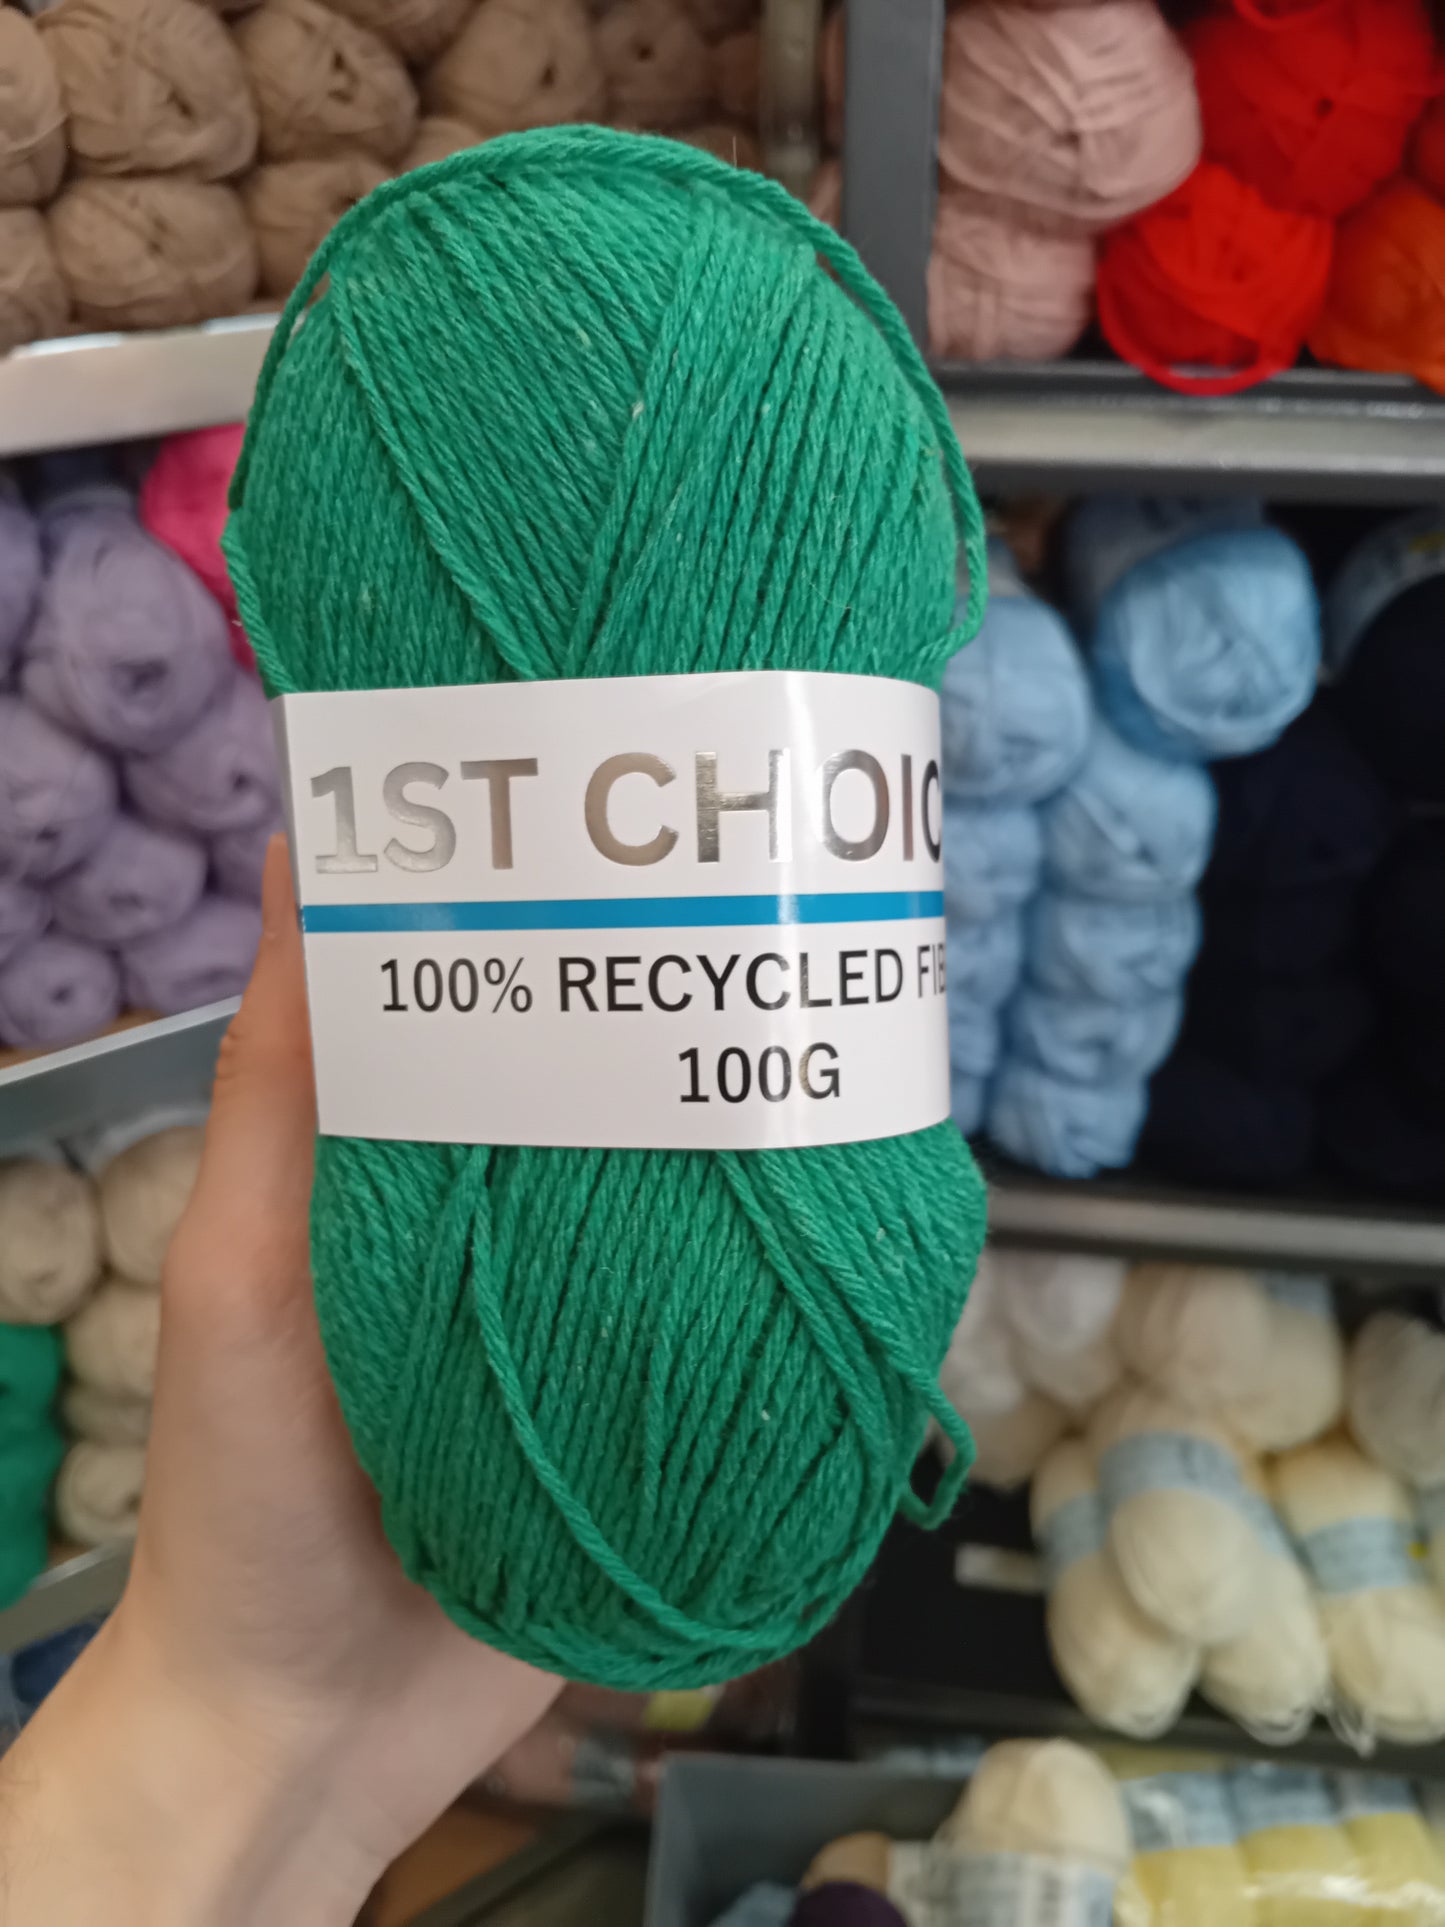 1ST CHOIC
100% RECYCLED FIB
100G